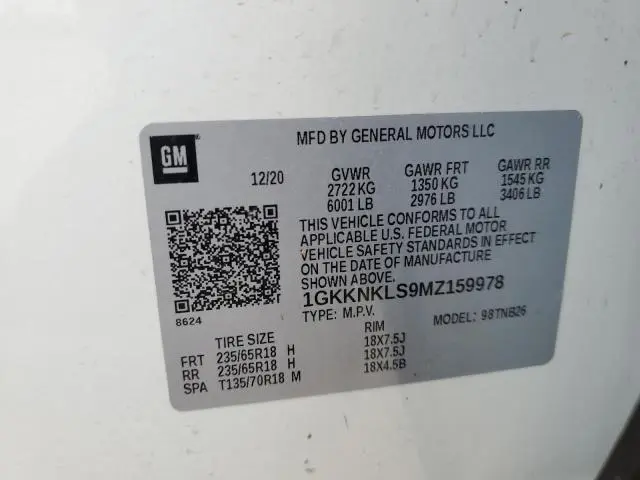 GM
MFD BY GENERAL MOTORS LLC
12/20 GVWR GAWR FRT GAWR RR
2722 KG 1350 KG 1545 KG
6001 LB 2976 LB 3406 LB
THIS VEHICLE CONFORMS TO ALL
APPLICABLE U.S. FEDERAL MOTOR
VEHICLE SAFETY STANDARDS IN EFFECT
ON THE DATE OF MANUFACTURE
SHOWN ABOVE.
1GKKNKLS9MZ159978
8624 TYPE: M.P.V. MODEL: 98TNB26
TIRE SIZE RIM
FRT 235/65R18 H 18X7.5J
RR 235/65R18 H 18X7.5J
SPA T135/70R18 M 18X4.5B